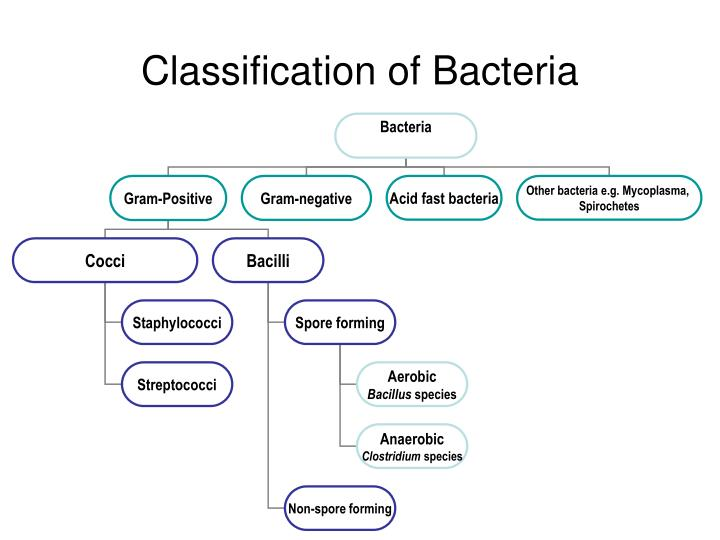 Classification of Bacteria
Bacteria
Gram-Positive
Gram-negative
Acid fast bacteria
Other bacteria e.g. Mycoplasma,
Spirochetes
Cocci
Bacilli
Staphylococci
Spore forming
Streptococci
Aerobic
Bacillus species
Anaerobic
Clostridium species
Non-spore forming